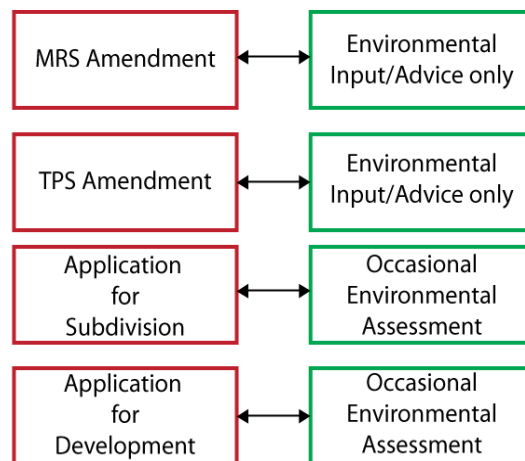 MRS Amendment
Environmental
Input/Advice only
TPS Amendment
Environmental
Input/Advice only
Application
for
Subdivision
Occasional
Environmental
Assessment
Application
for
Development
Occasional
Environmental
Assessment